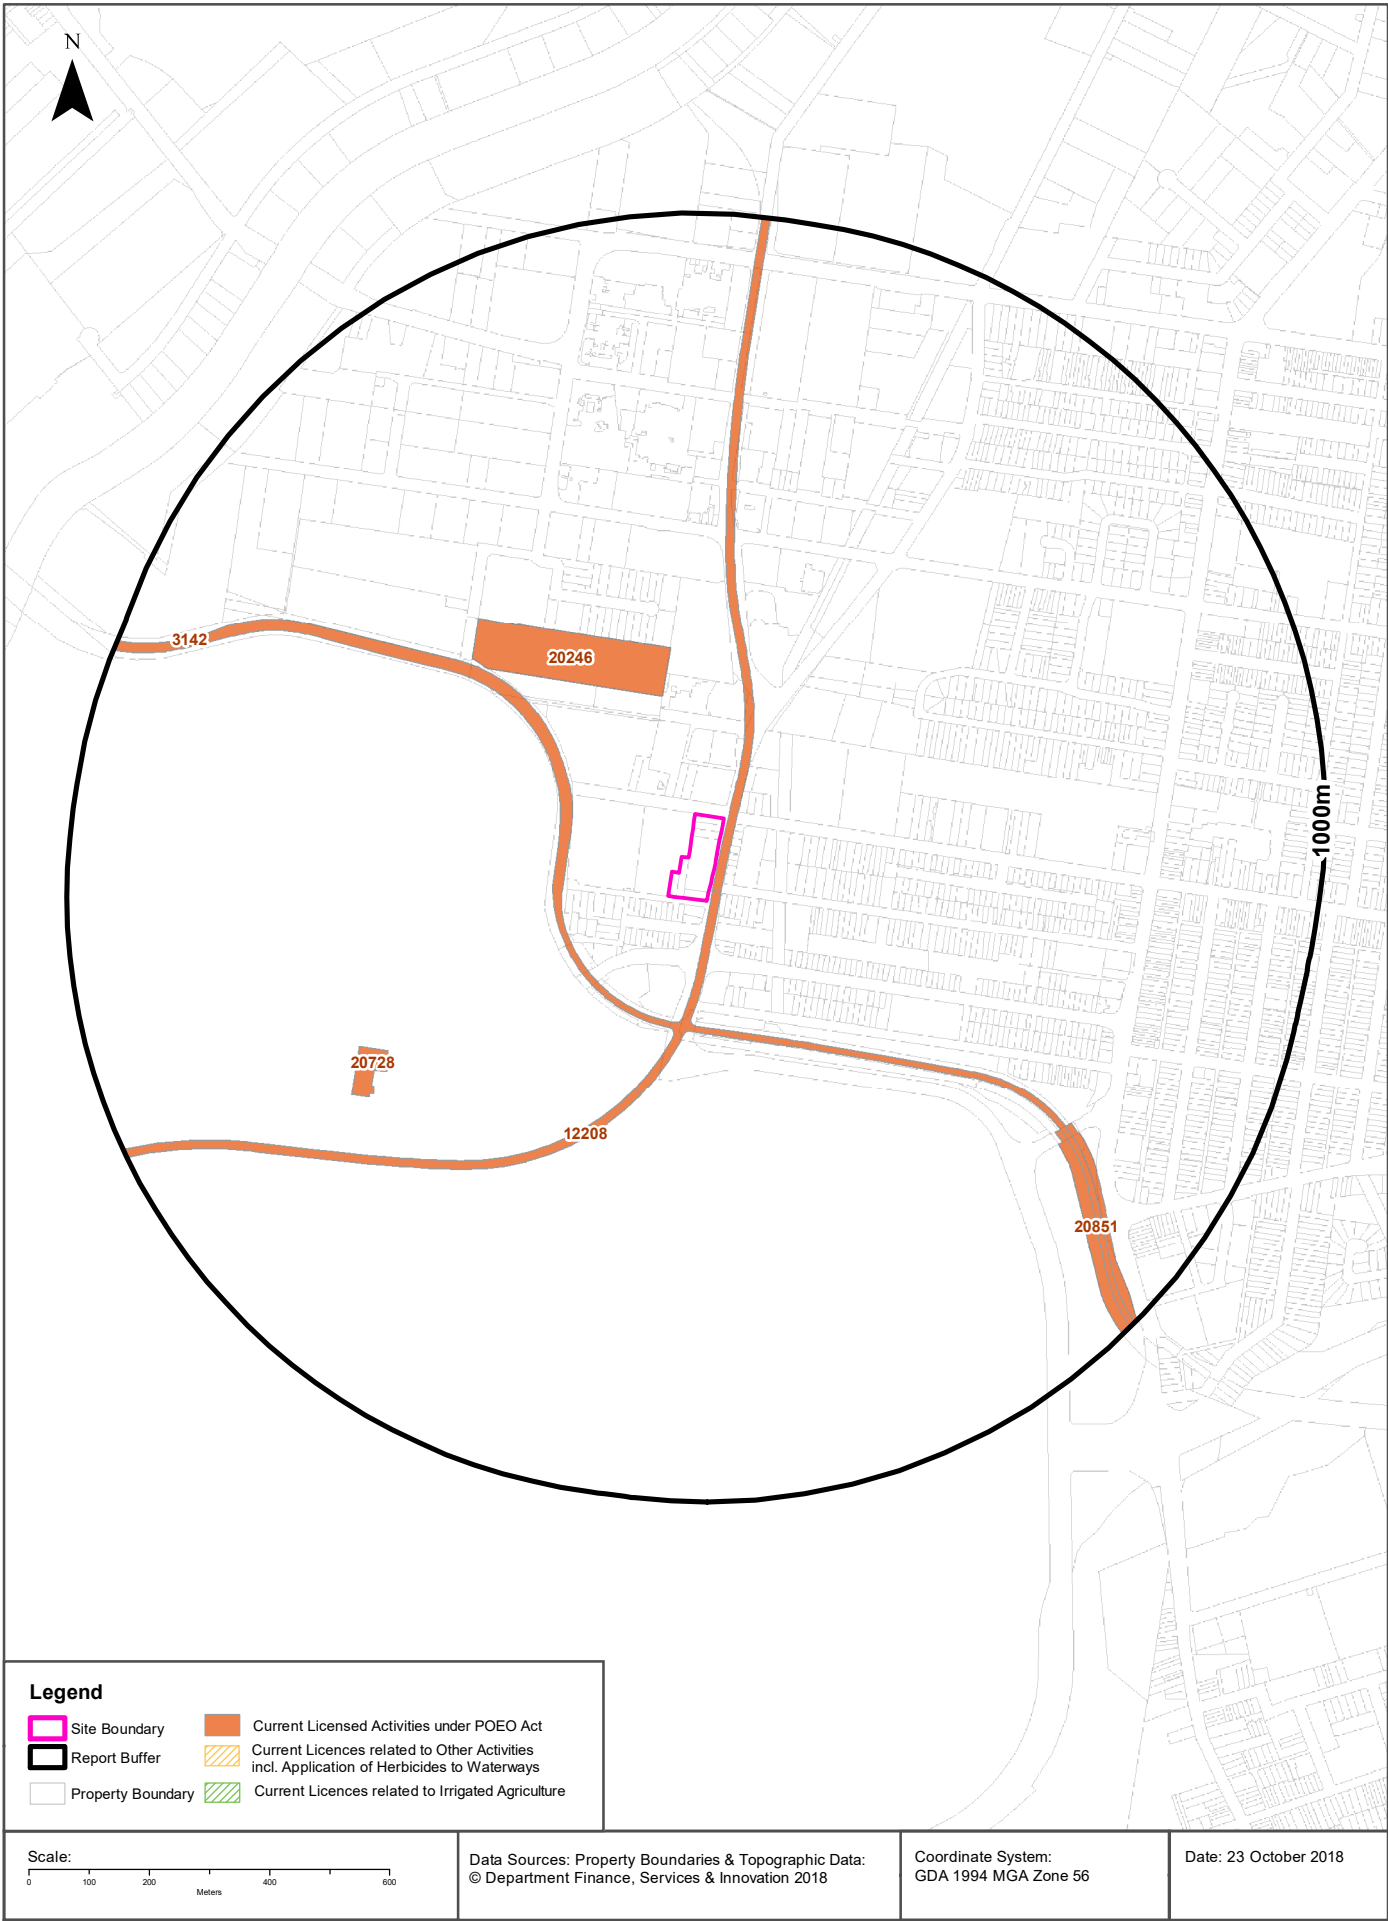 N
3142
20246
1000m
20728
12208
20851
Legend
Site Boundary
Report Buffer
Property Boundary
Current Licensed Activities under POEO Act
Current Licences related to Other Activities
incl. Application of Herbicides to Waterways
Current Licences related to Irrigated Agriculture
Scale:
0 100 200 400 600
Meters
Data Sources: Property Boundaries & Topographic Data:
© Department Finance, Services & Innovation 2018
Coordinate System:
GDA 1994 MGA Zone 56
Date: 23 October 2018